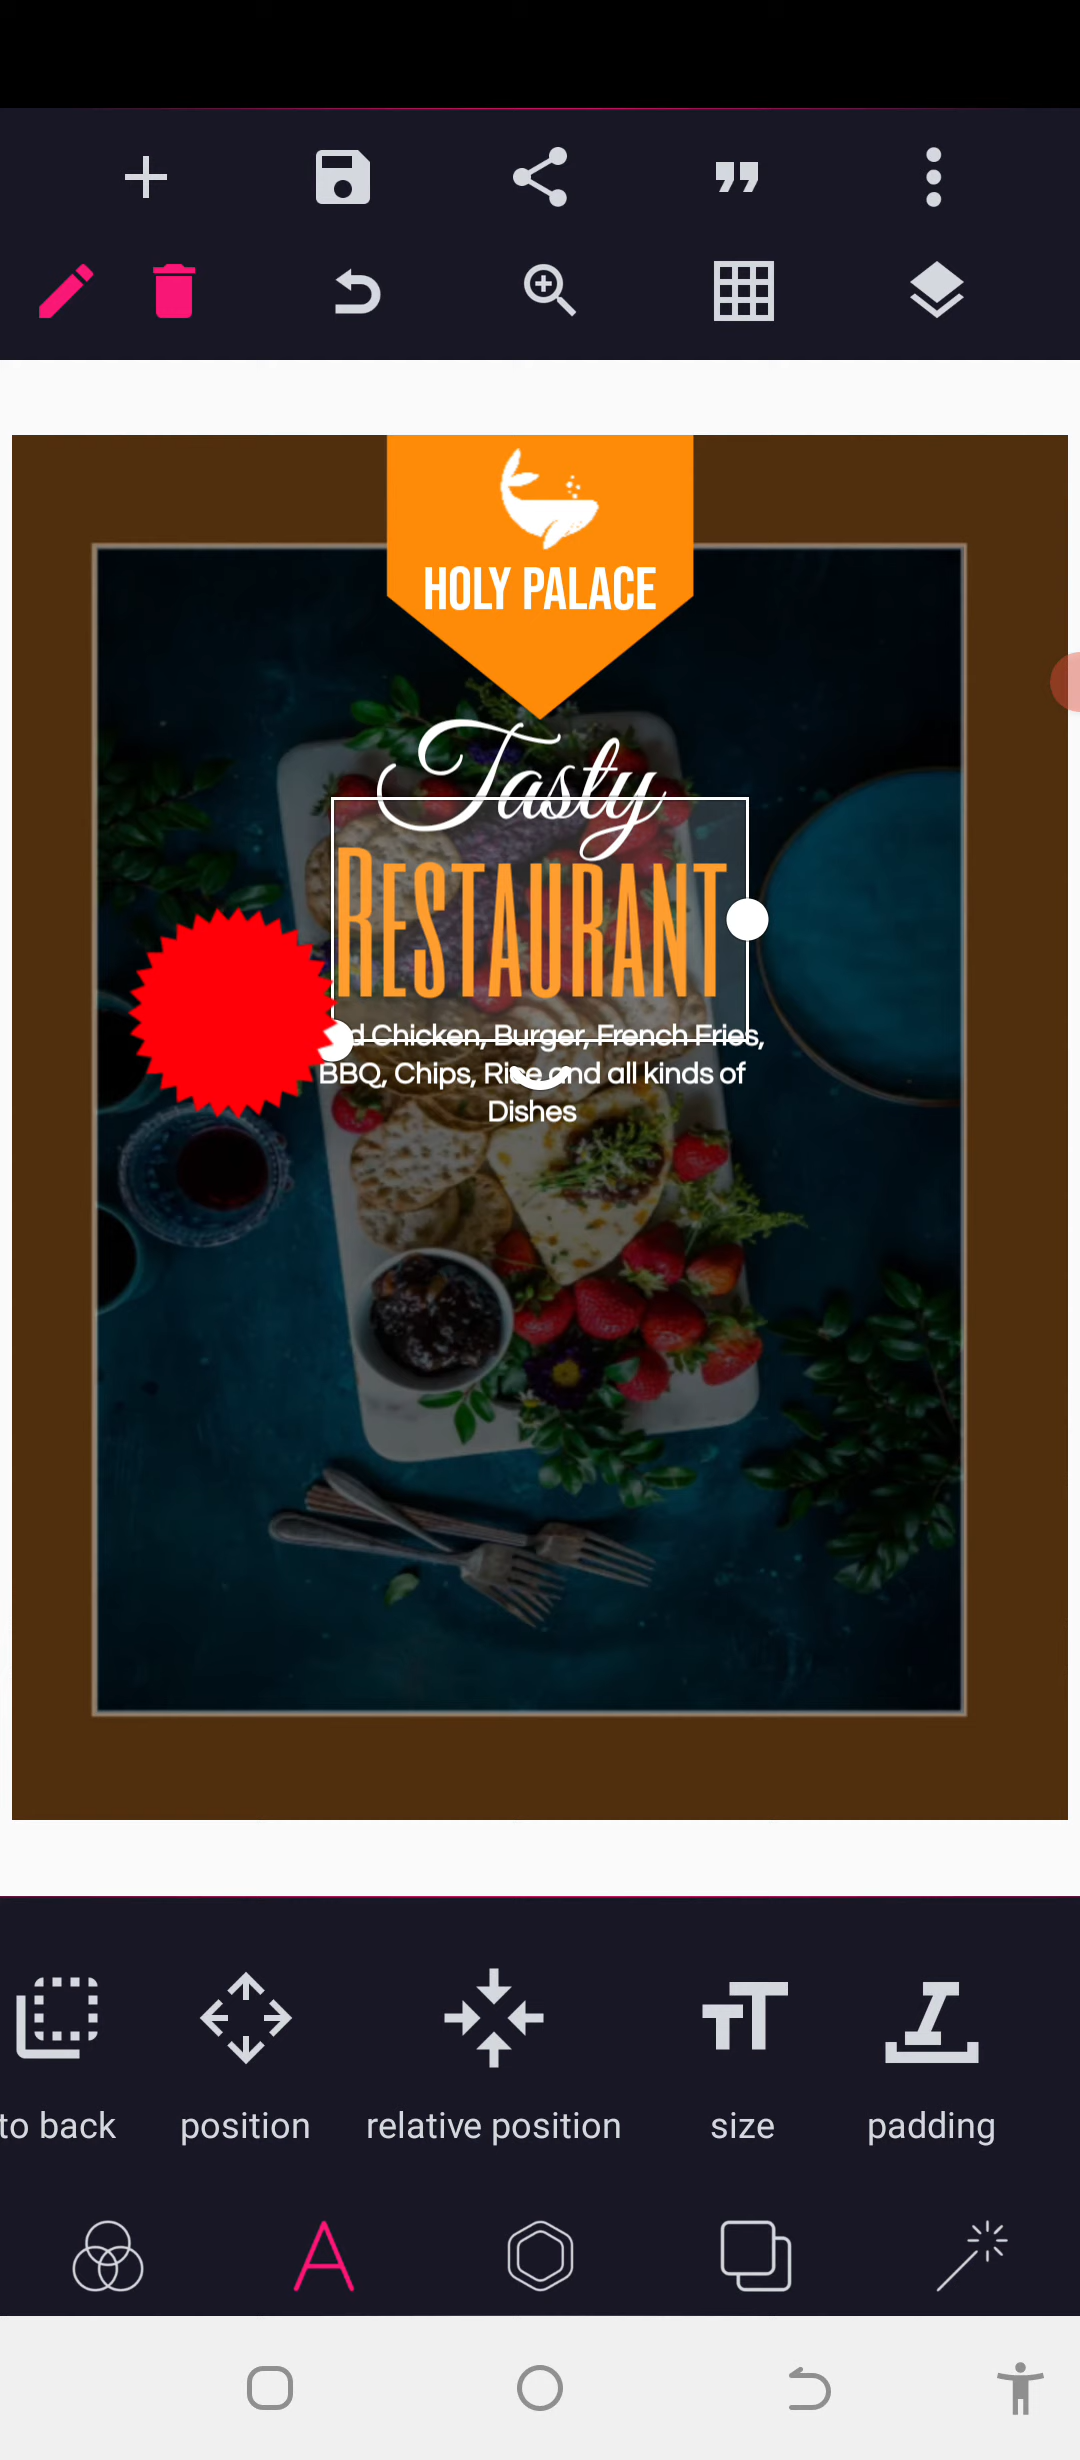 HOLY PALACE
Tasty
RESTAURANT
d Chicken, Burger, French Fries,
BBQ, Chips, Rice and all kinds of
Dishes
to back
position
relative position
size
padding